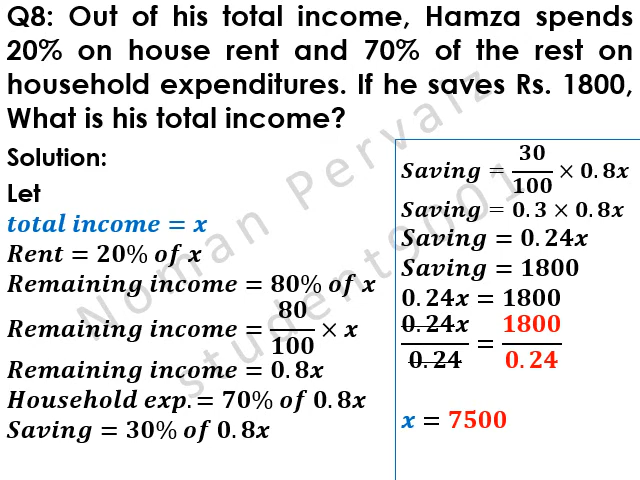 Q8: Out of his total income, Hamza spends
20% on house rent and 70% of the rest on
household expenditures. If he saves Rs. 1800,
What is his total income?
Solution:
Let
total income = x
Rent = 20% of x
Remaining income = 80% of x
Remaining income = 80/100 × x
Remaining income = 0.8x
Household exp. = 70% of 0.8x
Saving = 30% of 0.8x
Saving = 30/100 × 0.8x
Saving = 0.3 × 0.8x
Saving = 0.24x
Saving = 1800
0.24x = 1800
0.24x/0.24 = 1800/0.24
x = 7500
Noman Pervaiz
student9001